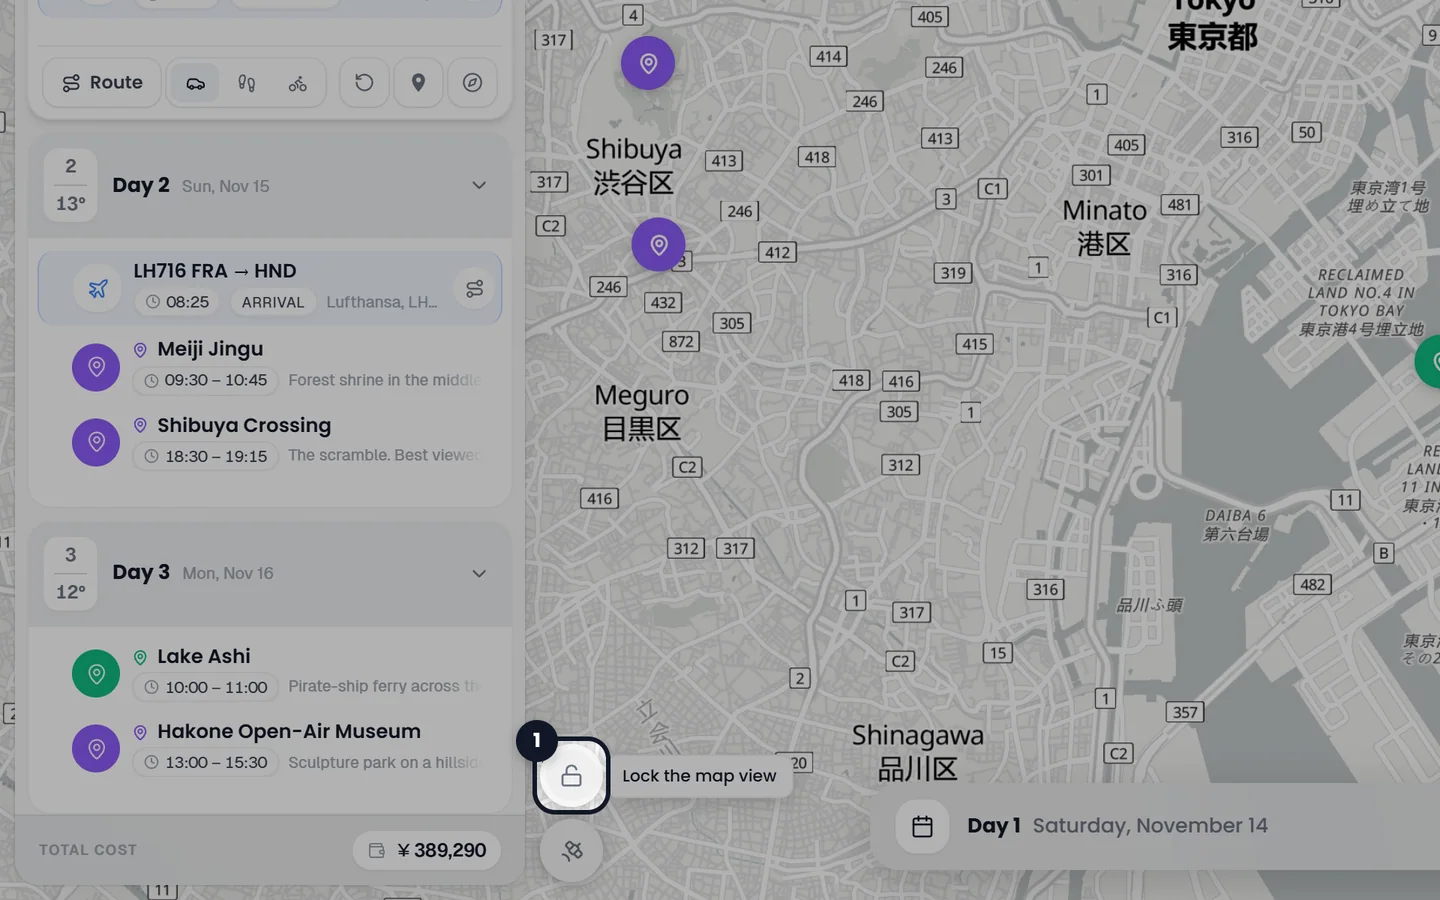 Route
2
13°
Day 2 Sun, Nov 15
LH716 FRA → HND
08:25 ARRIVAL Lufthansa, LH...
Meiji Jingu
09:30 – 10:45 Forest shrine in the middle
Shibuya Crossing
18:30 – 19:15 The scramble. Best viewed
3
12°
Day 3 Mon, Nov 16
Lake Ashi
10:00 – 11:00 Pirate-ship ferry across th
Hakone Open-Air Museum
13:00 – 15:30 Sculpture park on a hillside
TOTAL COST
¥ 389,290
1
Lock the map view
Day 1 Saturday, November 14
Tokyo
東京都
4
405
317
414
246
246
1
413
405
316
50
9
Shibuya
渋谷区
413
418
317
301
C1
3
481
246
C2
Minato
港区
東京湾1号
埋め立て地
412
3
319
1
316
246
432
305
872
C1
415
RECLAIMED
LAND NO.4 IN
TOKYO BAY
東京港4号埋立地
418
416
305
1
Meguro
目黒区
C2
312
416
11
DAIBA 6
第六台場
312
317
B
482
316
1
317
品川ふ頭
15
C2
2
1
357
Shinagawa
品川区
C2
20
11